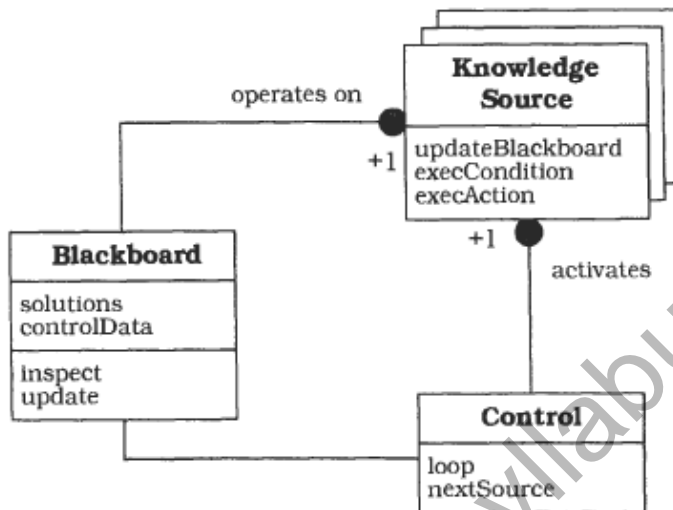 Knowledge
Source
operates on
+1
updateBlackboard
execCondition
execAction
+1
activates
Blackboard
solutions
controlData
inspect
update
Control
loop
nextSource